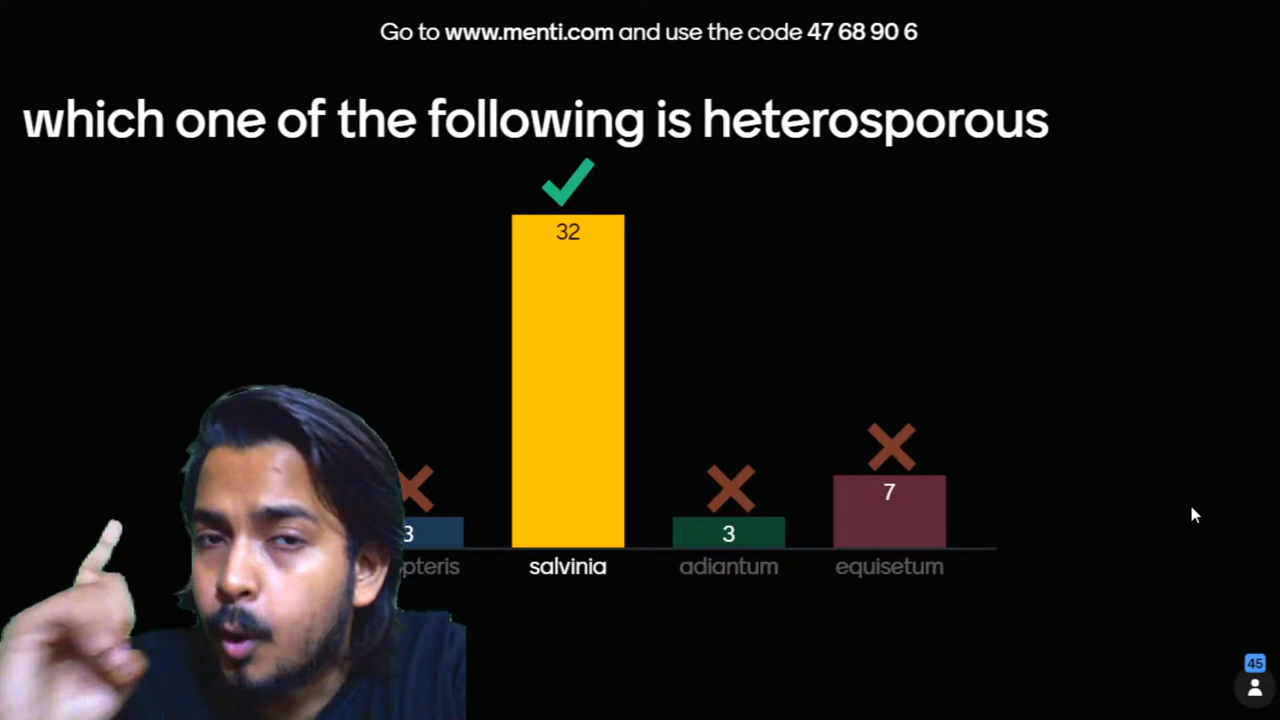 Go to www.menti.com and use the code 47 68 90 6
which one of the following is heterosporous
32
3
3
7
salvinia
adiantum
equisetum
45